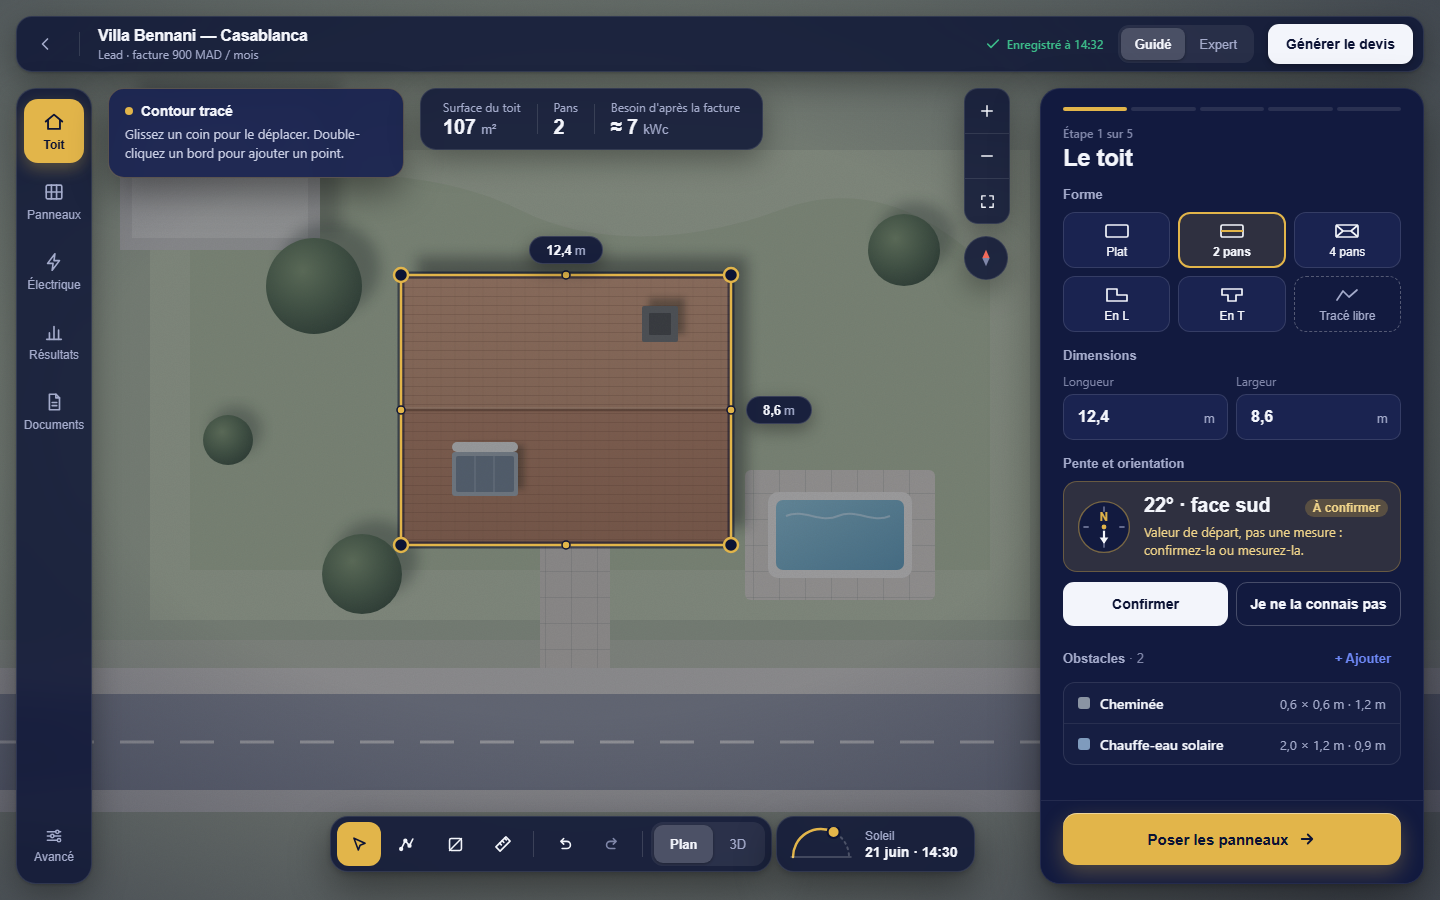 Villa Bennani — Casablanca
Lead · facture 900 MAD / mois
Enregistré à 14:32
Guidé
Expert
Générer le devis
Toit
Panneaux
Électrique
Résultats
Documents
Avancé
Contour tracé
Glissez un coin pour le déplacer. Double-
cliquez un bord pour ajouter un point.
Surface du toit
107 m²
Pans
2
Besoin d'après la facture
≈ 7 kWc
12,4 m
8,6 m
Plan
3D
Soleil
21 juin · 14:30
Étape 1 sur 5
Le toit
Forme
Plat
2 pans
4 pans
En L
En T
Tracé libre
Dimensions
Longueur
Largeur
12,4 m
8,6 m
Pente et orientation
N
22° · face sud
À confirmer
Valeur de départ, pas une mesure :
confirmez-la ou mesurez-la.
Confirmer
Je ne la connais pas
Obstacles · 2
+ Ajouter
Cheminée
0,6 × 0,6 m · 1,2 m
Chauffe-eau solaire
2,0 × 1,2 m · 0,9 m
Poser les panneaux →